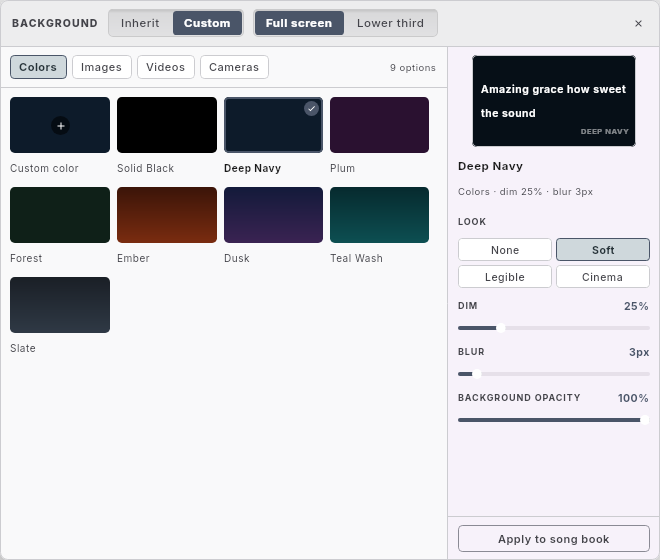 BACKGROUND Inherit Custom Full screen Lower third ×
Colors Images Videos Cameras 9 options
+
Custom color Solid Black Deep Navy Plum
Forest Ember Dusk Teal Wash
Slate
Amazing grace how sweet
the sound
DEEP NAVY
Deep Navy
Colors · dim 25% · blur 3px
LOOK
None Soft
Legible Cinema
DIM 25%
BLUR 3px
BACKGROUND OPACITY 100%
Apply to song book